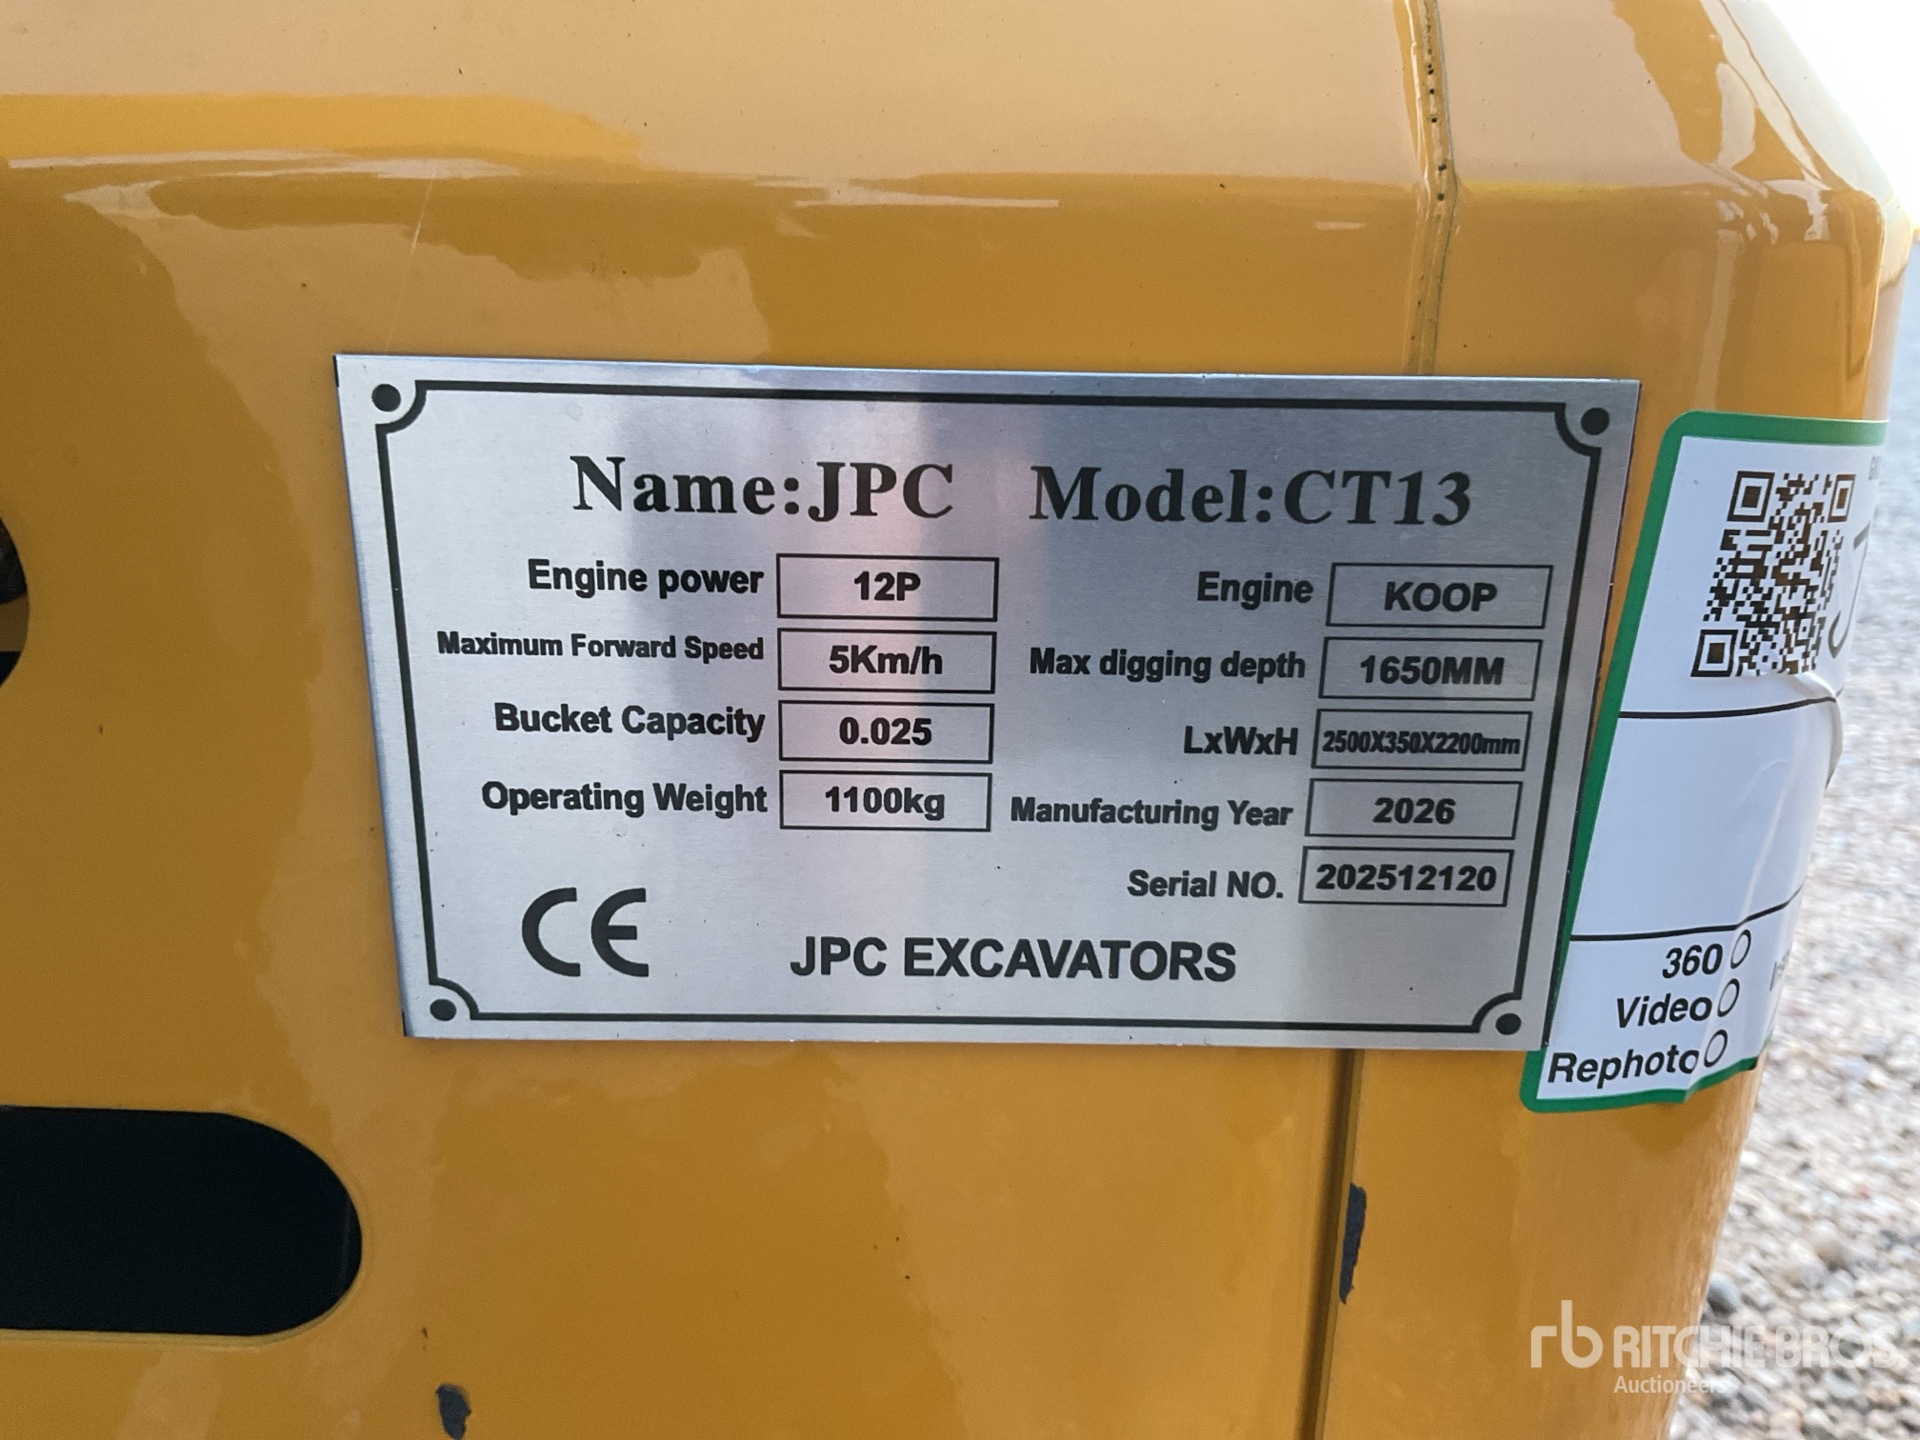 Name:JPC Model:CT13
Engine power 12P Engine KOOP
Maximum Forward Speed 5Km/h Max digging depth 1650MM
Bucket Capacity 0.025 LxWxH 2500X350X2200mm
Operating Weight 1100kg Manufacturing Year 2026
Serial NO. 202512120
CE JPC EXCAVATORS
360
Video
Rephoto
rb RITCHIE BROS.
Auctioneers